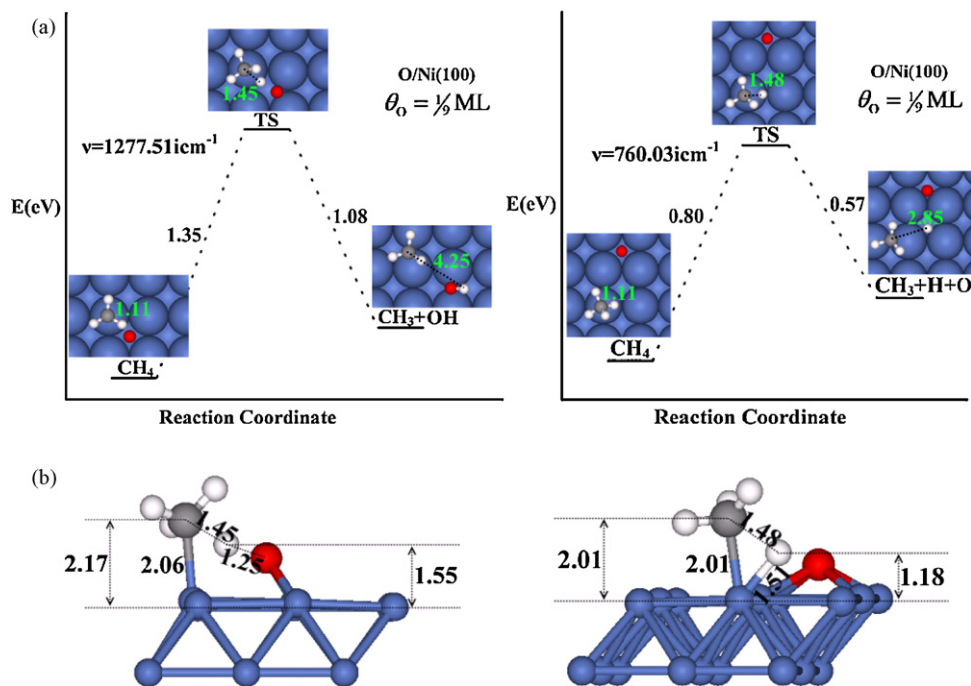 (a)
O/Ni(100)
θO = 1/9 ML
1.45
TS
ν=1277.51icm-1
E(eV)
1.35
1.08
4.25
CH3+OH
1.11
CH4
Reaction Coordinate
O/Ni(100)
θO = 1/9 ML
1.48
TS
ν=760.03icm-1
E(eV)
0.80
0.57
2.85
CH3+H+O
1.11
CH4
Reaction Coordinate
(b)
2.17
2.06
1.45
1.25
1.55
2.01
2.01
1.48
1.57
1.18